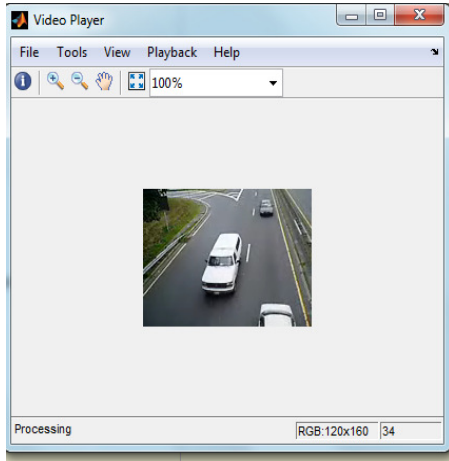 Video Player
File Tools View Playback Help
100%
Processing RGB:120x160 34